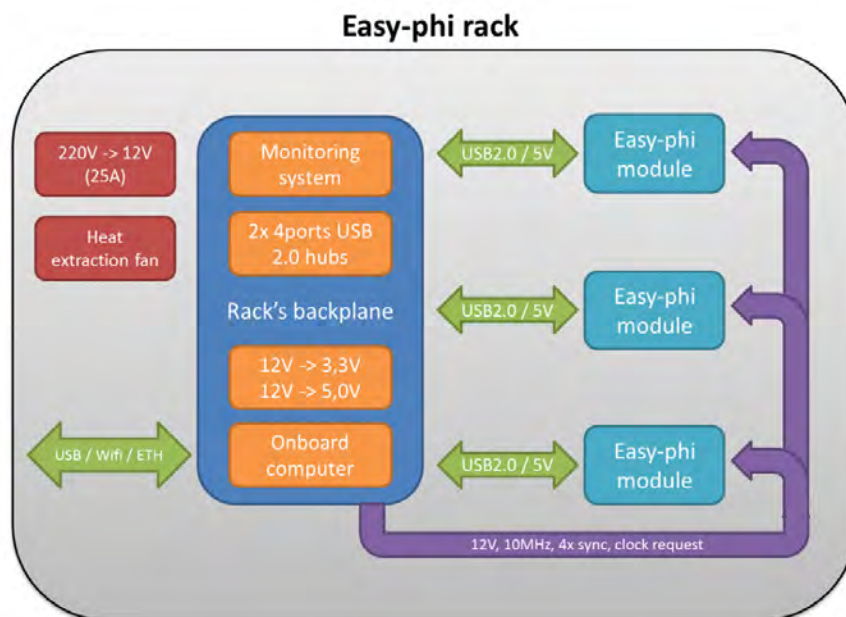 Easy-phi rack
220V -> 12V
(25A)
Heat
extraction fan
Monitoring
system
2x 4ports USB
2.0 hubs
Rack's backplane
12V -> 3,3V
12V -> 5,0V
Onboard
computer
USB / Wifi / ETH
USB2.0 / 5V
Easy-phi
module
USB2.0 / 5V
Easy-phi
module
USB2.0 / 5V
Easy-phi
module
12V, 10MHz, 4x sync, clock request